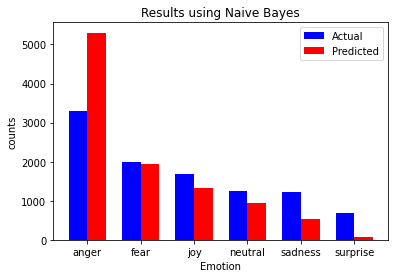 Results using Naive Bayes
Actual
Predicted
counts
5000
4000
3000
2000
1000
0
anger fear joy neutral sadness surprise
Emotion